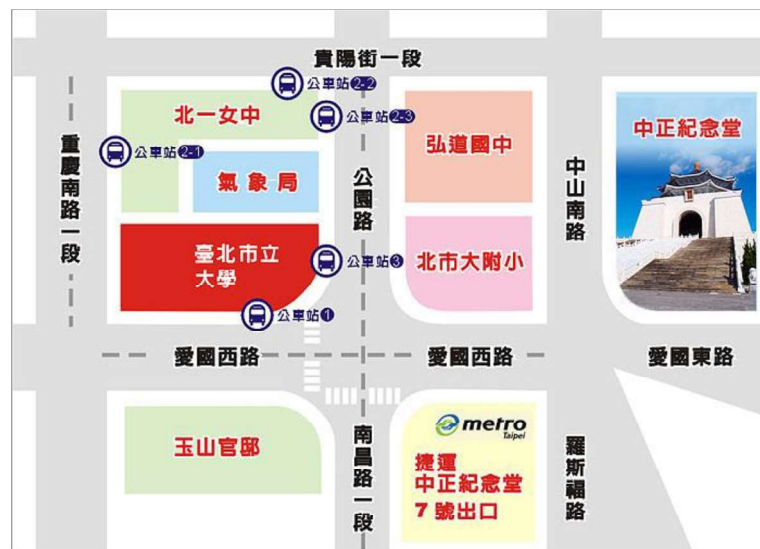 貴陽街一段
公車站2-2
北一女中
公車站2-3
公車站2-1
氣象局
弘道國中
中正紀念堂
重慶南路一段
公園路
中山南路
臺北市立
大學
公車站3
北市大附小
公車站1
愛國西路
愛國西路
愛國東路
玉山官邸
南昌路一段
metro
Taipei
捷運
中正紀念堂
7號出口
羅斯福路